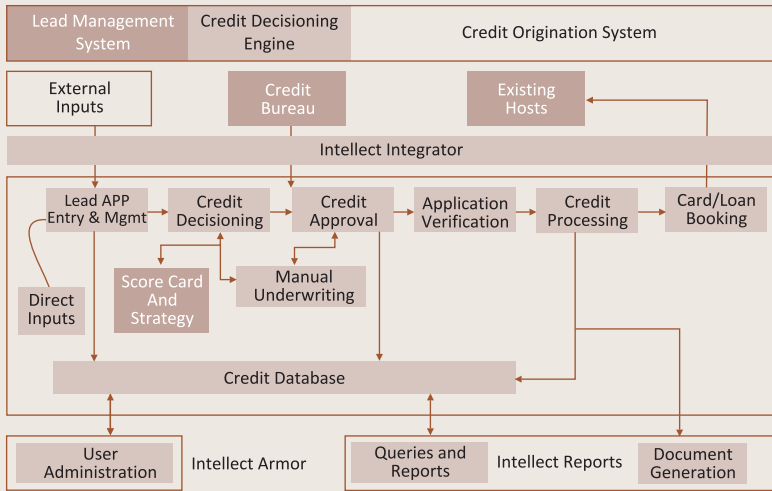 Lead Management
System
Credit Decisioning
Engine
Credit Origination System
External
Inputs
Credit
Bureau
Existing
Hosts
Intellect Integrator
Lead APP
Entry & Mgmt
Credit
Decisioning
Credit
Approval
Application
Verification
Credit
Processing
Card/Loan
Booking
Direct
Inputs
Score Card
And
Strategy
Manual
Underwriting
Credit Database
User
Administration
Intellect Armor
Queries and
Reports
Intellect Reports
Document
Generation